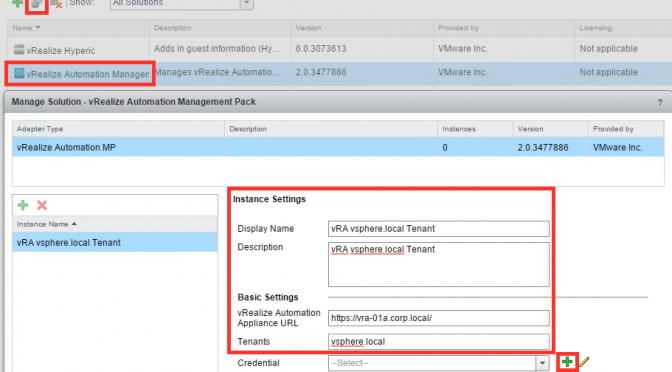 Show: All Solutions
Name Description Version Provided by Licensing
vRealize Hyperic Adds in guest information (Hy... 6.0.3073613 VMware Inc. Not applicable
vRealize Automation Managem Manages vRealize Automatio... 2.0.3477886 VMware Inc. Not applicable
Manage Solution - vRealize Automation Management Pack ?
Adapter Type Description Instances Version Provided by
vRealize Automation MP 0 2.0.3477886 VMware Inc.
Instance Name
vRA vsphere.local Tenant
Instance Settings
Display Name vRA vsphere.local Tenant
Description vRA vsphere.local Tenant
Basic Settings
vRealize Automation
Appliance URL https://vra-01a.corp.local/
Tenants vsphere.local
Credential --Select--